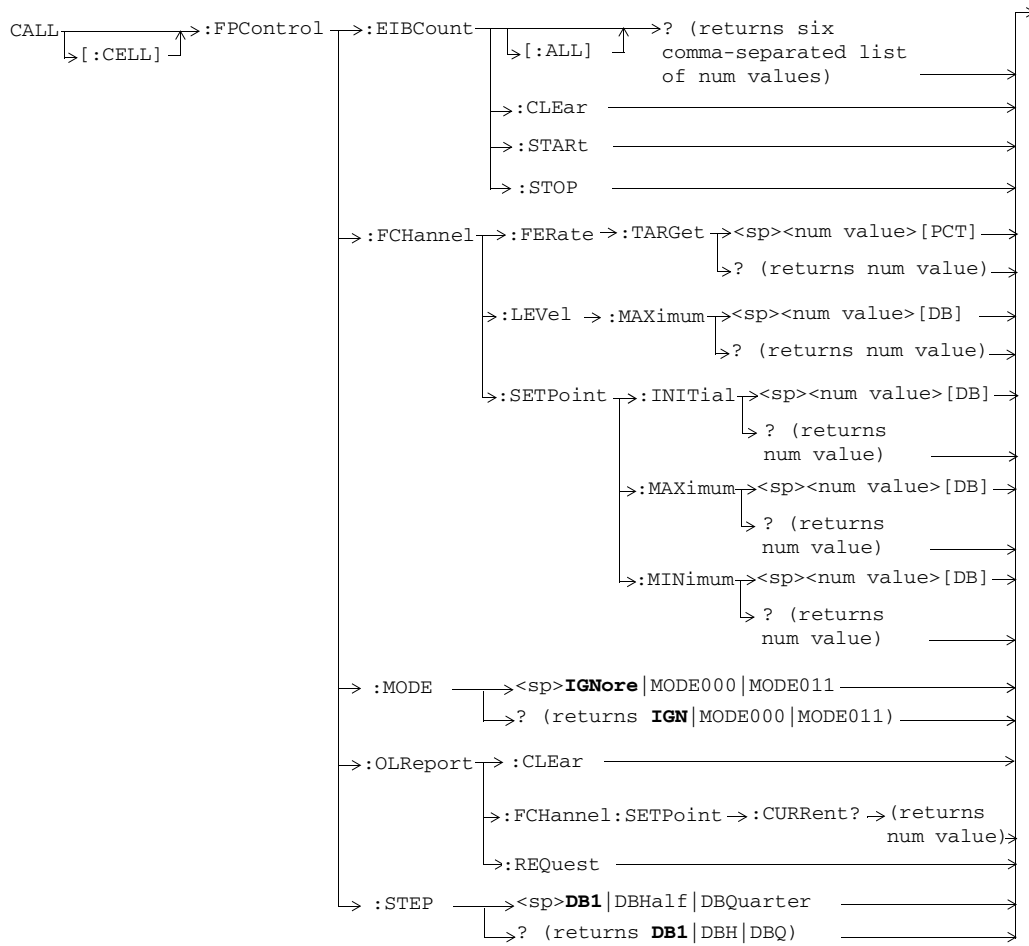 CALL :FPControl :EIBCount ? (returns six
[:CELL] [:ALL] comma-separated list
of num values)
:CLEar
:STARt
:STOP
:FCHannel :FERate :TARGet <sp><num value>[PCT]
? (returns num value)
:LEVel :MAXimum <sp><num value>[DB]
? (returns num value)
:SETPoint :INITial <sp><num value>[DB]
? (returns
num value)
:MAXimum <sp><num value>[DB]
? (returns
num value)
:MINimum <sp><num value>[DB]
? (returns
num value)
:MODE <sp>IGNore|MODE000|MODE011
? (returns IGN|MODE000|MODE011)
:OLReport :CLEar
:FCHannel:SETPoint :CURRent? (returns
num value)
:REQuest
:STEP <sp>DB1|DBHalf|DBQuarter
? (returns DB1|DBH|DBQ)